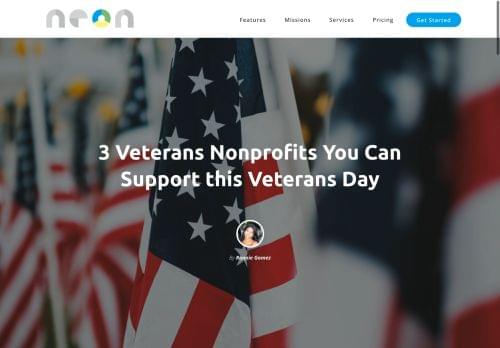 neon
Features Missions Services Pricing Get Started
3 Veterans Nonprofits You Can
Support this Veterans Day
By Ronnie Gomez